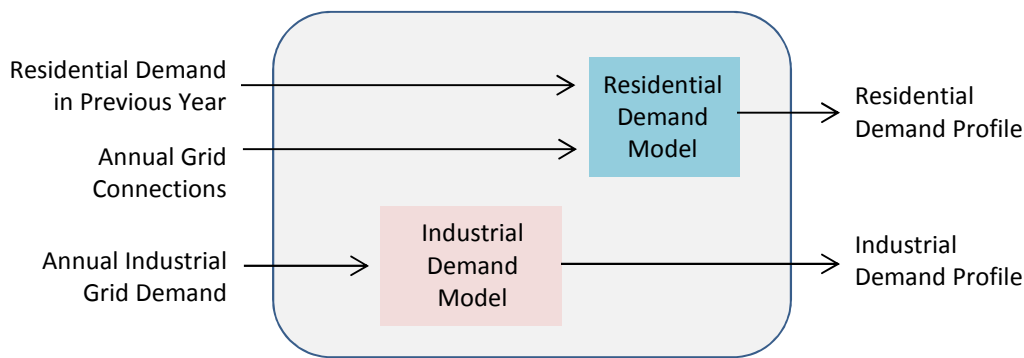 Residential Demand
in Previous Year
Annual Grid
Connections
Annual Industrial
Grid Demand
Residential
Demand
Model
Industrial
Demand
Model
Residential
Demand Profile
Industrial
Demand Profile